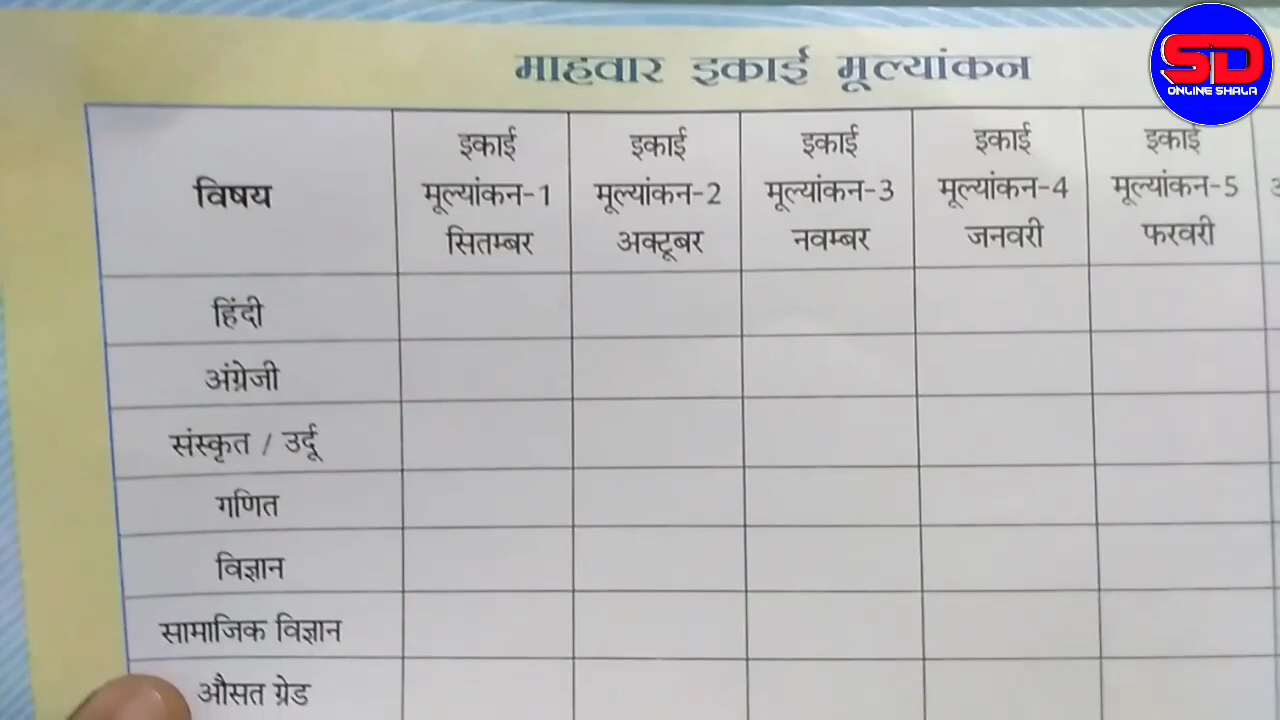 SD
ONLINE SHALA
माहवार इकाई मूल्यांकन
विषय
इकाई
मूल्यांकन-1
सितम्बर
इकाई
मूल्यांकन-2
अक्टूबर
इकाई
मूल्यांकन-3
नवम्बर
इकाई
मूल्यांकन-4
जनवरी
इकाई
मूल्यांकन-5
फरवरी
हिंदी
अंग्रेजी
संस्कृत / उर्दू
गणित
विज्ञान
सामाजिक विज्ञान
औसत ग्रेड